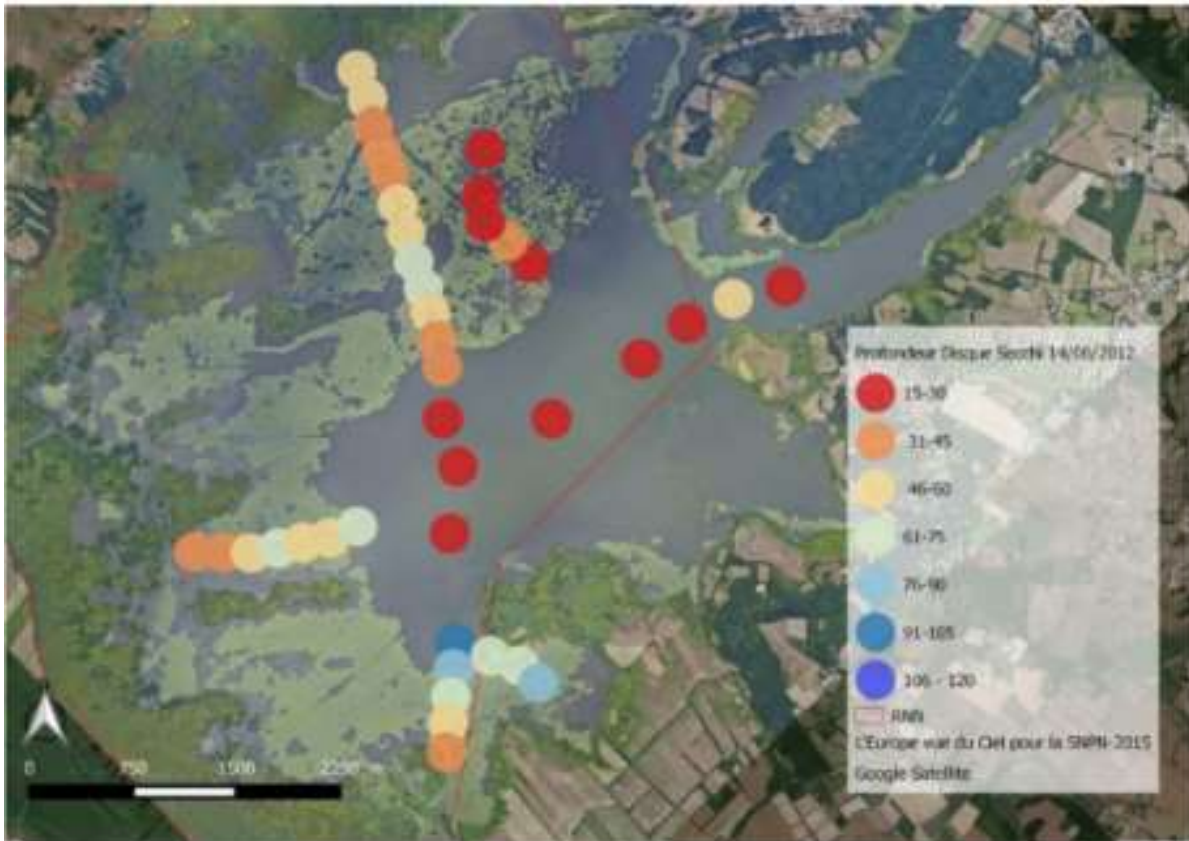 Profondeur Disque Secchi 14/06/2012
15-30
31-45
46-60
61-75
76-90
91-105
106 - 120
RNN
L'Europe vue du Ciel pour la SNPN-2015
Google Satellite
0 750 1500 2250 m